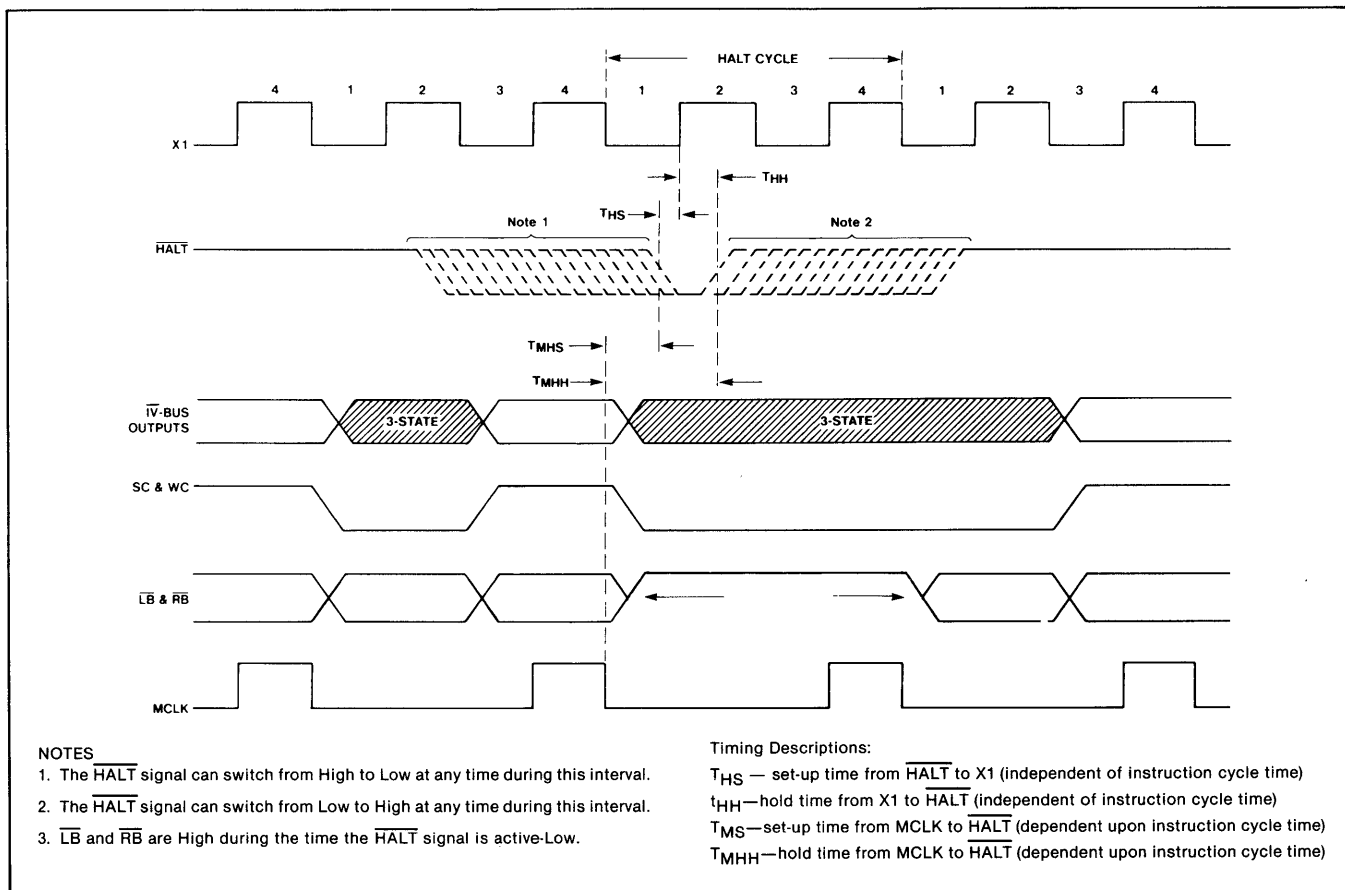 HALT CYCLE
4 1 2 3 4 1 2 3 4 1 2 3 4
X1
THH
THS
Note 1
Note 2
HALT
TMHS
TMHH
IV-BUS
OUTPUTS
3-STATE
3-STATE
SC & WC
LB & RB
MCLK
NOTES
1. The HALT signal can switch from High to Low at any time during this interval.
2. The HALT signal can switch from Low to High at any time during this interval.
3. LB and RB are High during the time the HALT signal is active-Low.
Timing Descriptions:
THS — set-up time from HALT to X1 (independent of instruction cycle time)
tHH—hold time from X1 to HALT (independent of instruction cycle time)
TMS—set-up time from MCLK to HALT (dependent upon instruction cycle time)
TMHH—hold time from MCLK to HALT (dependent upon instruction cycle time)